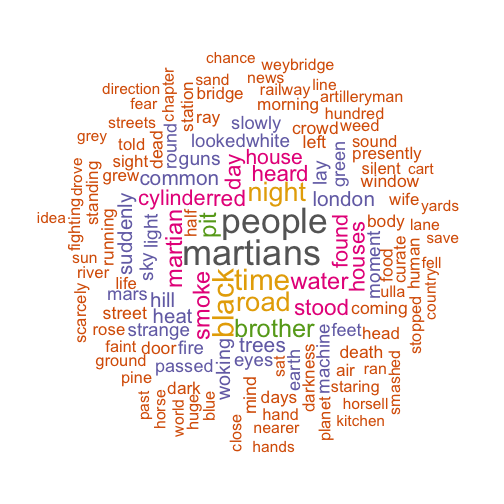 chance
weybridge
news
direction
sand
railway
line
fear
chapter
station
bridge
morning
artilleryman
streets
ray
hundred
grey
told
dead
round
slowly
crowd
weed
looked
white
left
sound
sight
guns
house
green
presently
drove
grew
common
day
heard
lay
silent
cart
standing
cylinder
red
night
london
window
wife
yards
idea
fighting
running
suddenly
sky
light
martian
half
pit
people
found
houses
moment
body
lane
save
sun
martians
food
curate
human
fell
river
life
smoke
black
time
water
ulla
country
scarcely
mars
hill
road
stood
coming
stopped
street
heat
rose
strange
brother
feet
head
faint
door
fire
woking
trees
machine
death
smashed
ground
passed
eyes
sat
earth
darkness
air
ran
pine
dark
mind
days
staring
past
horse
world
huge
blue
hand
planet
horsell
close
nearer
kitchen
hands